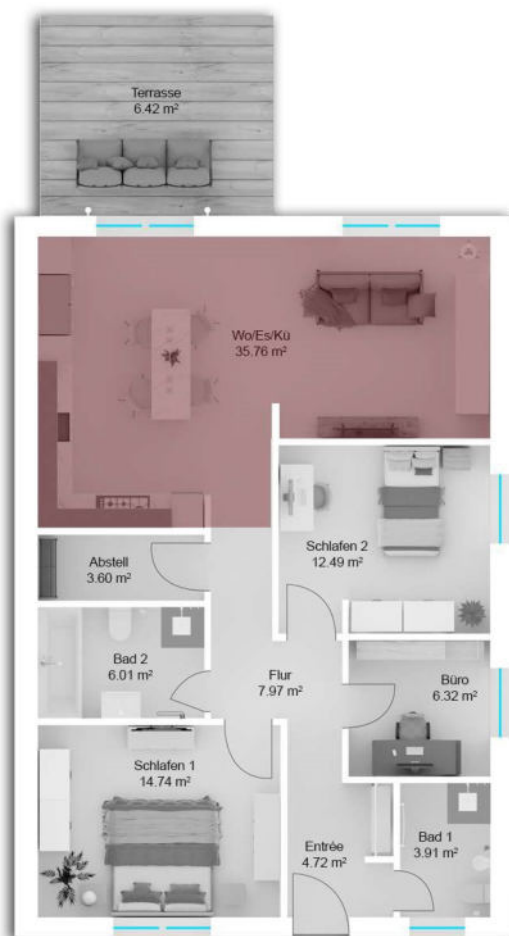 Terrasse
6.42 m²
Wo/Es/Kü
35.76 m²
Schlafen 2
12.49 m²
Abstell
3.60 m²
Bad 2
6.01 m²
Flur
7.97 m²
Büro
6.32 m²
Schlafen 1
14.74 m²
Entrée
4.72 m²
Bad 1
3.91 m²